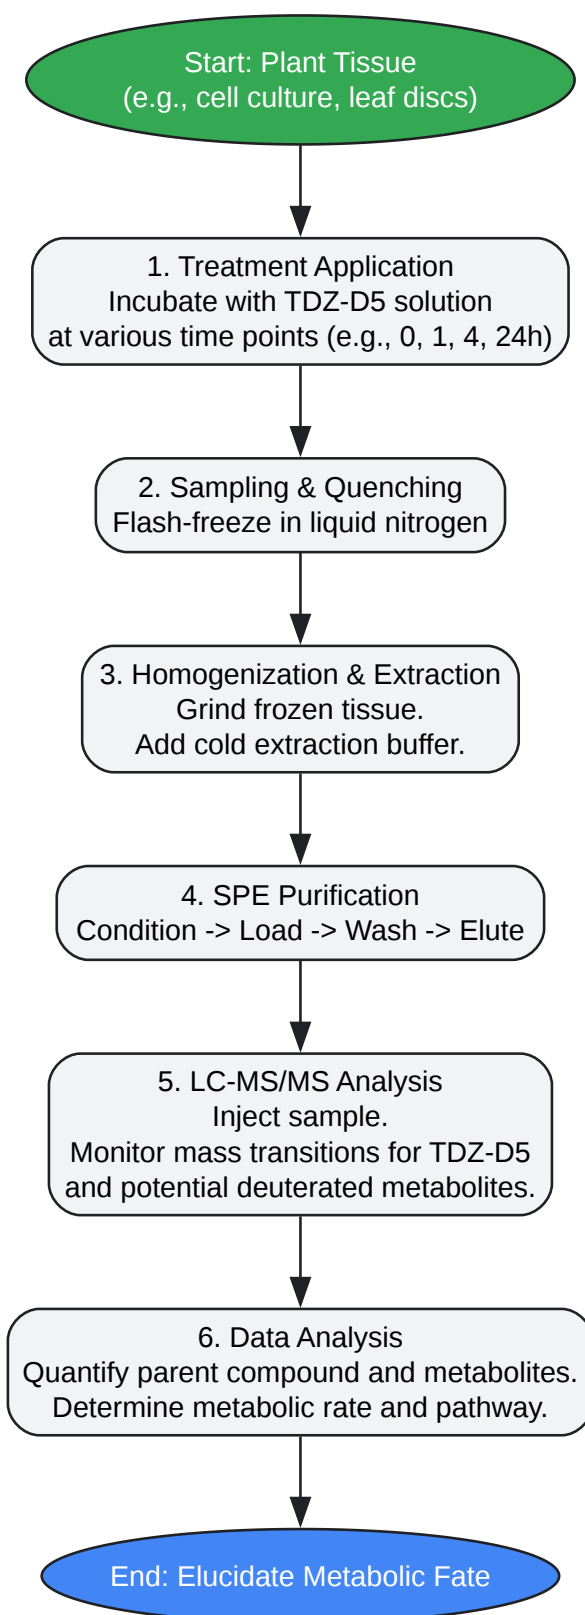 Start: Plant Tissue
(e.g., cell culture, leaf discs)
1. Treatment Application
Incubate with TDZ-D5 solution
at various time points (e.g., 0, 1, 4, 24h)
2. Sampling & Quenching
Flash-freeze in liquid nitrogen
3. Homogenization & Extraction
Grind frozen tissue.
Add cold extraction buffer.
4. SPE Purification
Condition -> Load -> Wash -> Elute
5. LC-MS/MS Analysis
Inject sample.
Monitor mass transitions for TDZ-D5
and potential deuterated metabolites.
6. Data Analysis
Quantify parent compound and metabolites.
Determine metabolic rate and pathway.
End: Elucidate Metabolic Fate